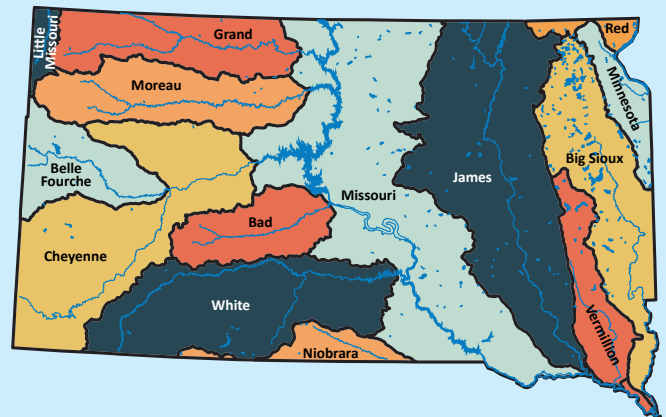 Little
Missouri
Grand
Red
Moreau
Minnesota
Belle
Fourche
Big Sioux
James
Missouri
Bad
Cheyenne
White
Vermillion
Niobrara